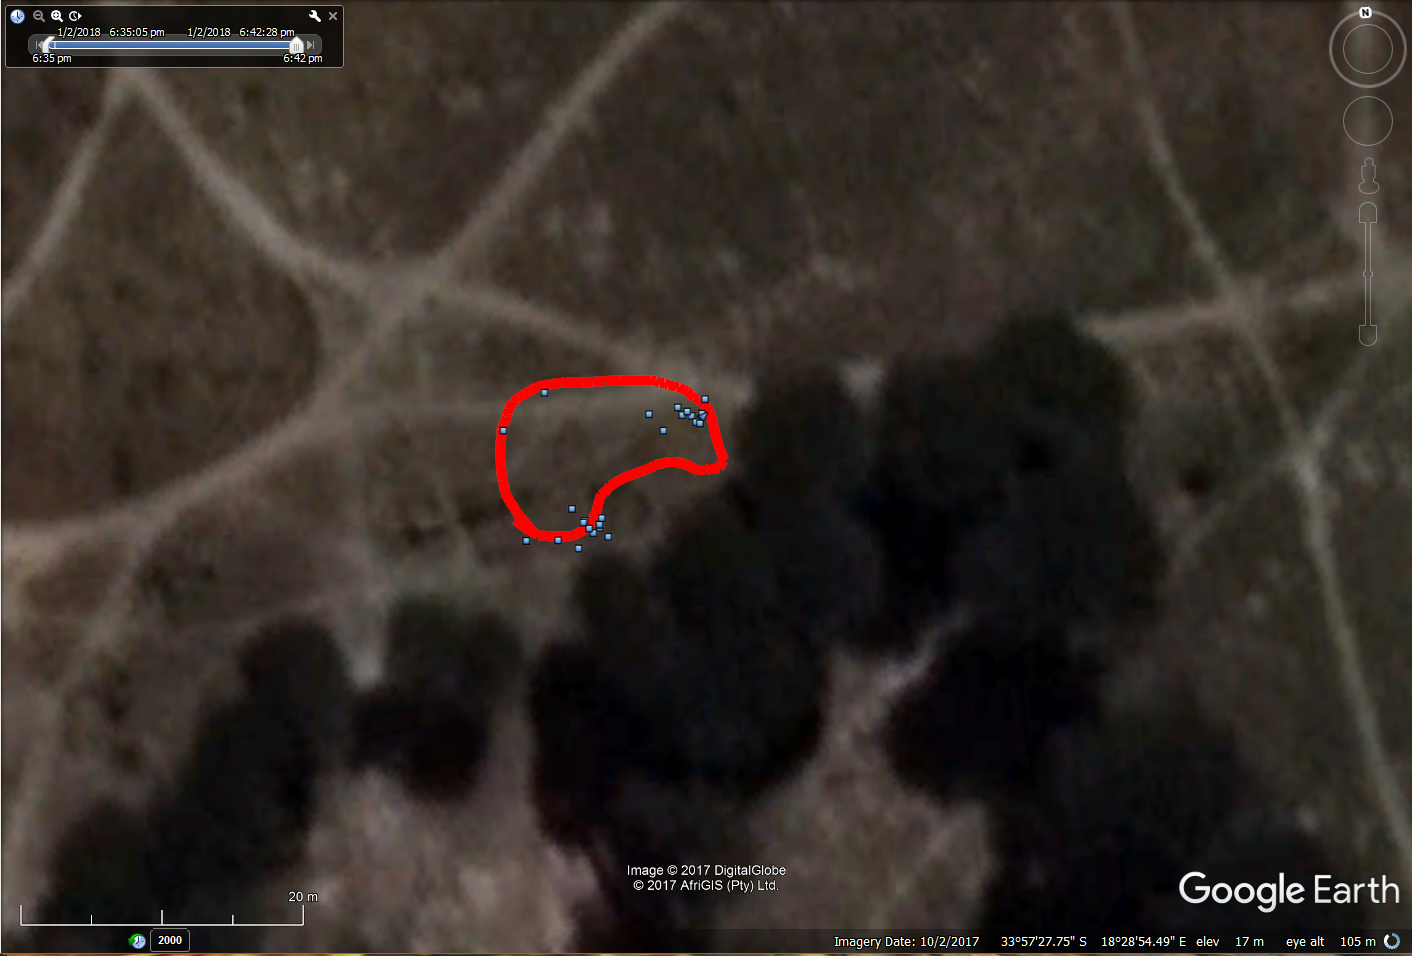 1/2/2018 6:35:05 pm 1/2/2018 6:42:28 pm
6:35 pm 6:42 pm
N
Image © 2017 DigitalGlobe
© 2017 AfriGIS (Pty) Ltd.
Google Earth
20 m
2000
Imagery Date: 10/2/2017 33°57'27.75" S 18°28'54.49" E elev 17 m eye alt 105 m